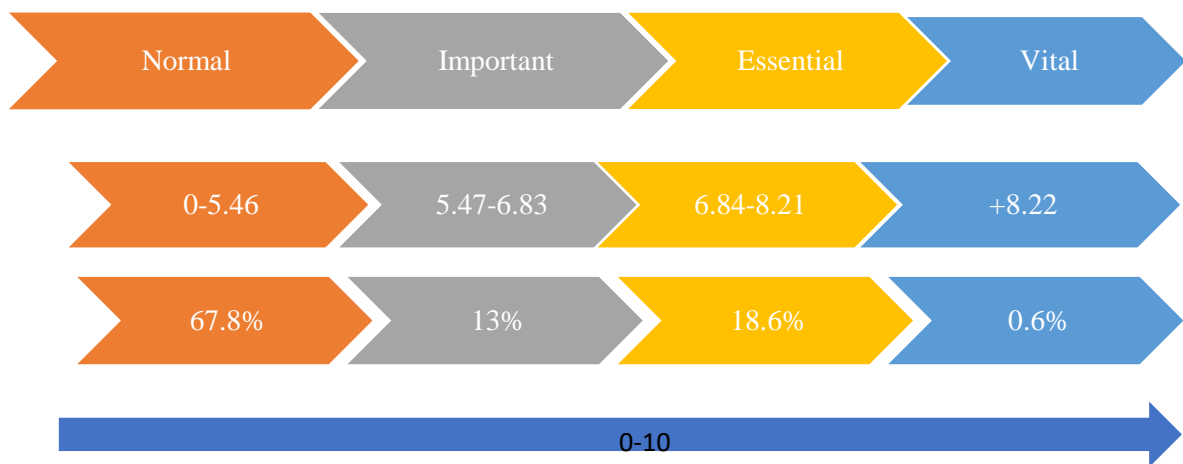 Normal Important Essential Vital
0-5.46 5.47-6.83 6.84-8.21 +8.22
67.8% 13% 18.6% 0.6%
0-10